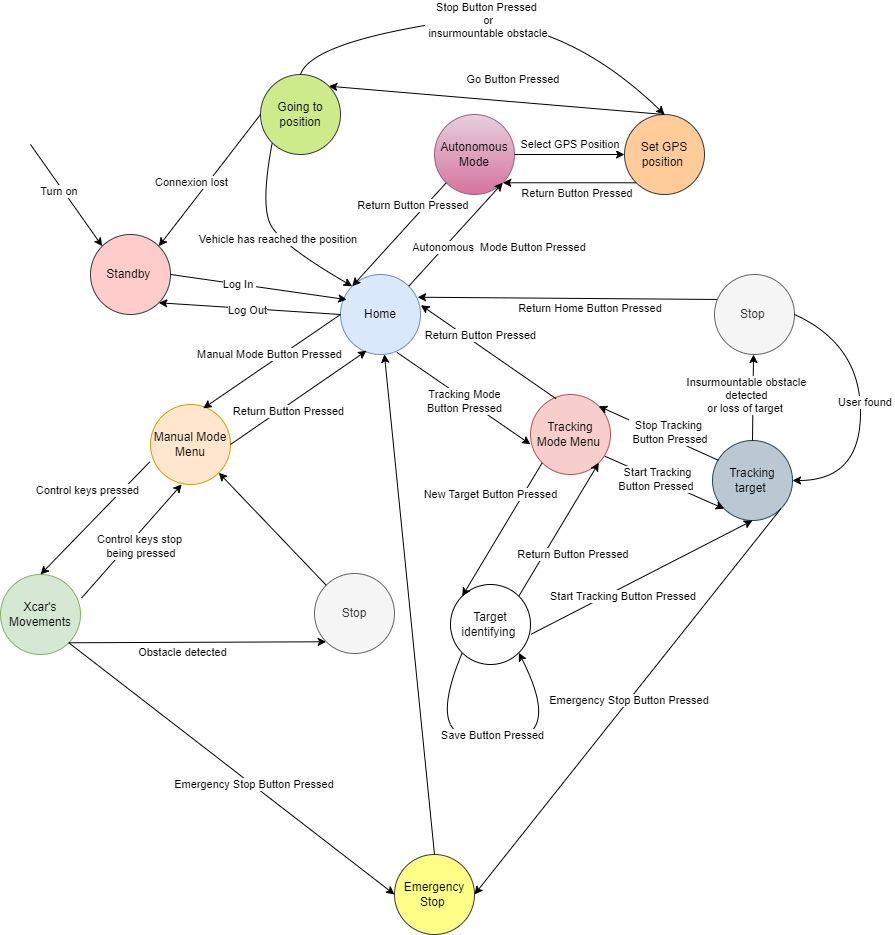 Stop Button Pressed
or
insurmountable obstacle
Go Button Pressed
Going to
position
Autonomous
Mode
Select GPS Position
Set GPS
position
Turn on
Connexion lost
Return Button Pressed
Return Button Pressed
Vehicle has reached the position
Autonomous  Mode Button Pressed
Standby
Log In
Log Out
Home
Return Home Button Pressed
Stop
Return Button Pressed
Manual Mode Button Pressed
Insurmountable obstacle
detected
or loss of target
User found
Tracking Mode
Button Pressed
Return Button Pressed
Manual Mode
Menu
Tracking
Mode Menu
Stop Tracking
Button Pressed
Start Tracking
Button Pressed
Tracking
target
Control keys pressed
New Target Button Pressed
Control keys stop
being pressed
Return Button Pressed
Start Tracking Button Pressed
Xcar's
Movements
Stop
Target
identifying
Obstacle detected
Emergency Stop Button Pressed
Save Button Pressed
Emergency Stop Button Pressed
Emergency
Stop